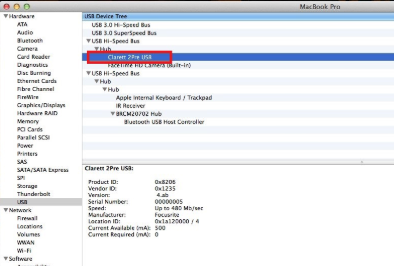 MacBook Pro
Hardware
ATA
Audio
Bluetooth
Camera
Card Reader
Diagnostics
Disc Burning
Ethernet Cards
Fibre Channel
FireWire
Graphics/Displays
Hardware RAID
Memory
PCI Cards
Parallel SCSI
Power
Printers
SAS
SATA/SATA Express
SPI
Storage
Thunderbolt
USB
Network
Firewall
Locations
Volumes
WWAN
Wi-Fi
Software
USB Device Tree
USB 3.0 Hi-Speed Bus
USB 3.0 SuperSpeed Bus
USB Hi-Speed Bus
Hub
Clarett 2Pre USB
FaceTime HD Camera (Built-in)
USB Hi-Speed Bus
Hub
Hub
Apple Internal Keyboard / Trackpad
IR Receiver
BRCM20702 Hub
Bluetooth USB Host Controller
Clarett 2Pre USB:
Product ID: 0x8206
Vendor ID: 0x1235
Version: 4.ab
Serial Number: 00000005
Speed: Up to 480 Mb/sec
Manufacturer: Focusrite
Location ID: 0x1a120000 / 4
Current Available (mA): 500
Current Required (mA): 0